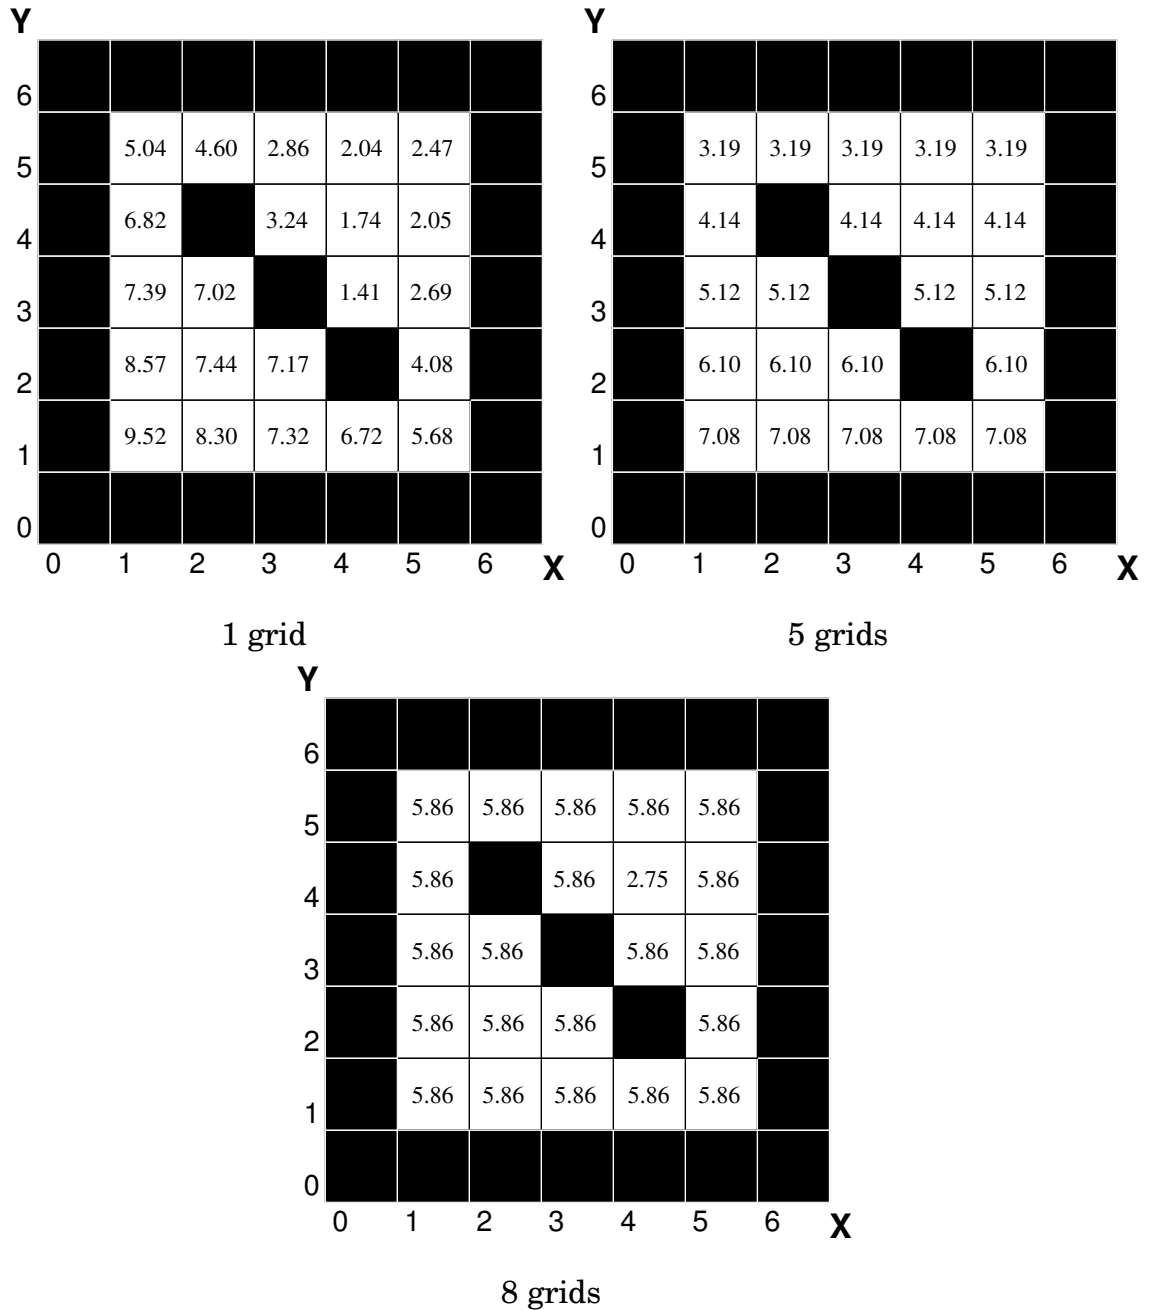 Y Y
6 6
5 5.04 4.60 2.86 2.04 2.47 5 3.19 3.19 3.19 3.19 3.19
4 6.82 3.24 1.74 2.05 4 4.14 4.14 4.14 4.14
3 7.39 7.02 1.41 2.69 3 5.12 5.12 5.12 5.12
2 8.57 7.44 7.17 4.08 2 6.10 6.10 6.10 6.10
1 9.52 8.30 7.32 6.72 5.68 1 7.08 7.08 7.08 7.08 7.08
0 0
0 1 2 3 4 5 6 X 0 1 2 3 4 5 6 X
1 grid 5 grids
Y
6
5 5.86 5.86 5.86 5.86 5.86
4 5.86 5.86 2.75 5.86
3 5.86 5.86 5.86 5.86
2 5.86 5.86 5.86 5.86
1 5.86 5.86 5.86 5.86 5.86
0
0 1 2 3 4 5 6 X
8 grids